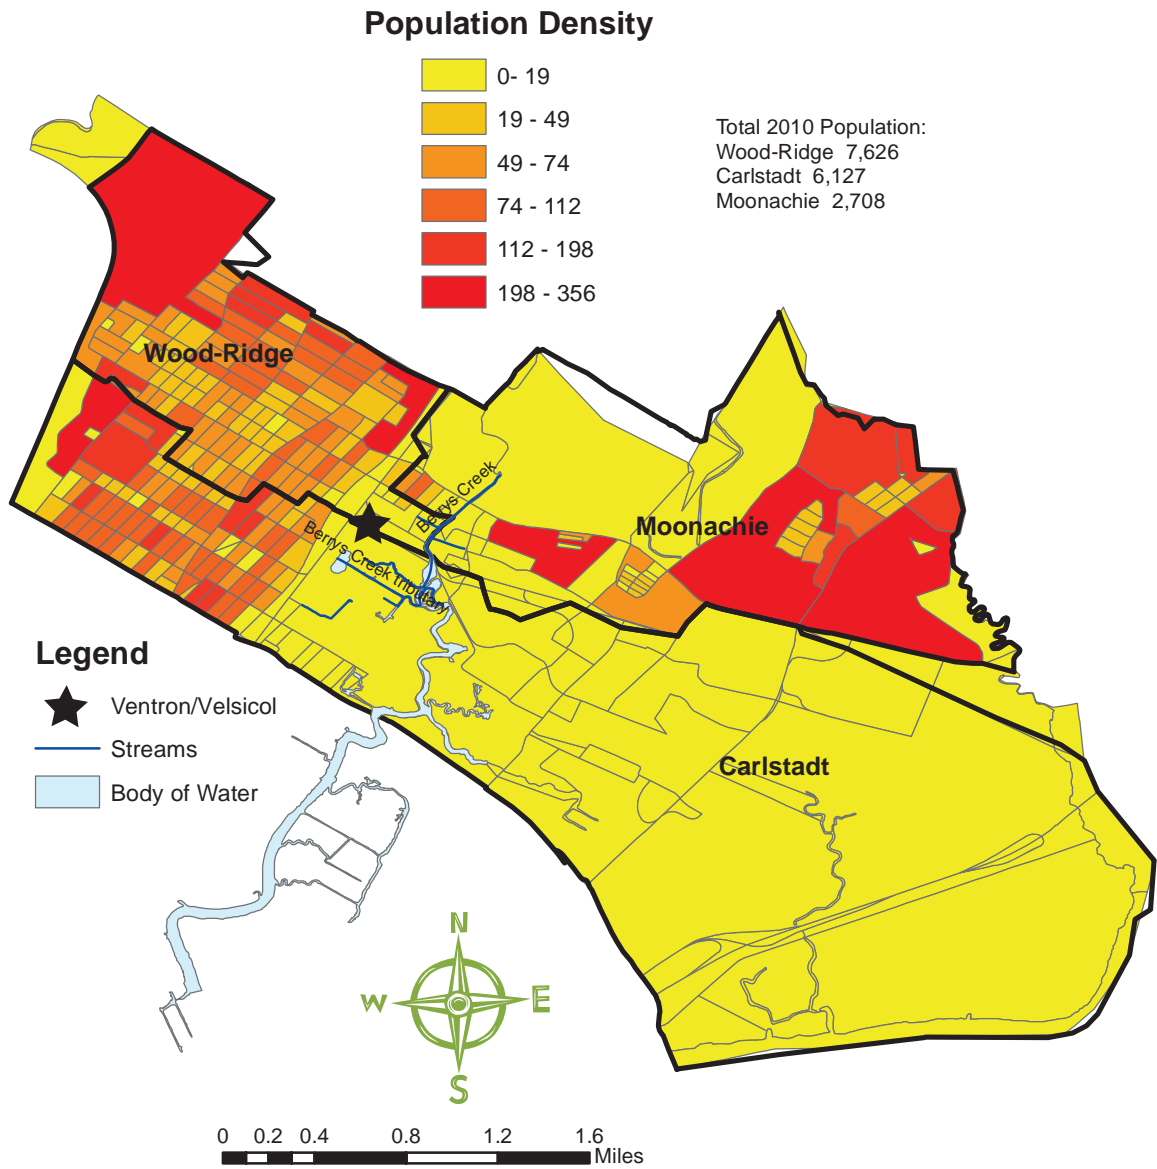 Population Density
0- 19
19 - 49
49 - 74
74 - 112
112 - 198
198 - 356
Total 2010 Population:
Wood-Ridge 7,626
Carlstadt 6,127
Moonachie 2,708
Wood-Ridge
Berrys Creek
Moonachie
Berrys Creek tributary
Carlstadt
Legend
Ventron/Velsicol
Streams
Body of Water
N
W
E
S
0 0.2 0.4 0.8 1.2 1.6
Miles